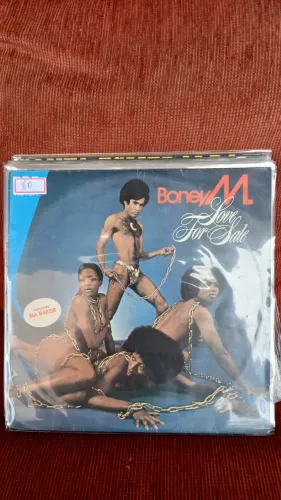 Boney M.
Love
For Sale
MA BAKER